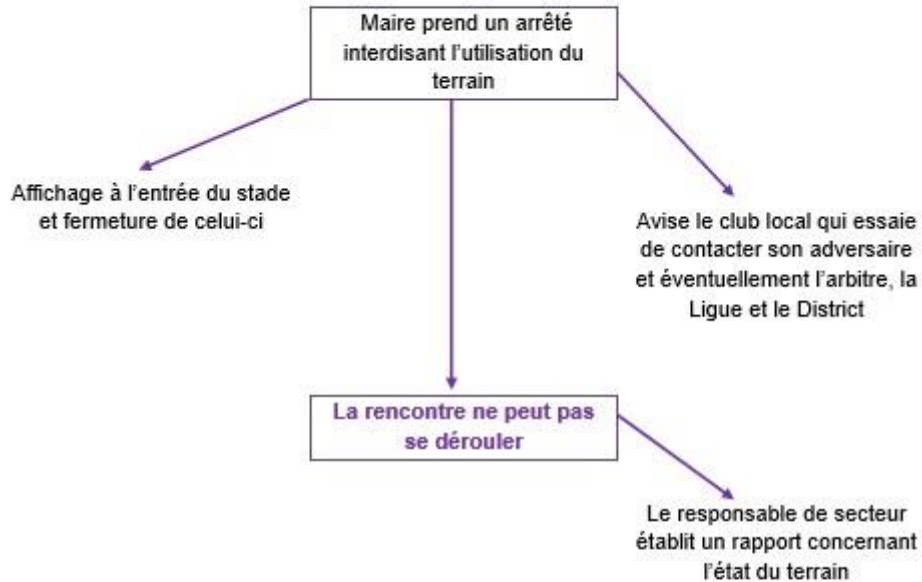 Maire prend un arrêté
interdisant l'utilisation du
terrain
Affichage à l'entrée du stade
et fermeture de celui-ci
Avise le club local qui essaie
de contacter son adversaire
et éventuellement l'arbitre, la
Ligue et le District
La rencontre ne peut pas
se dérouler
Le responsable de secteur
établit un rapport concernant
l'état du terrain